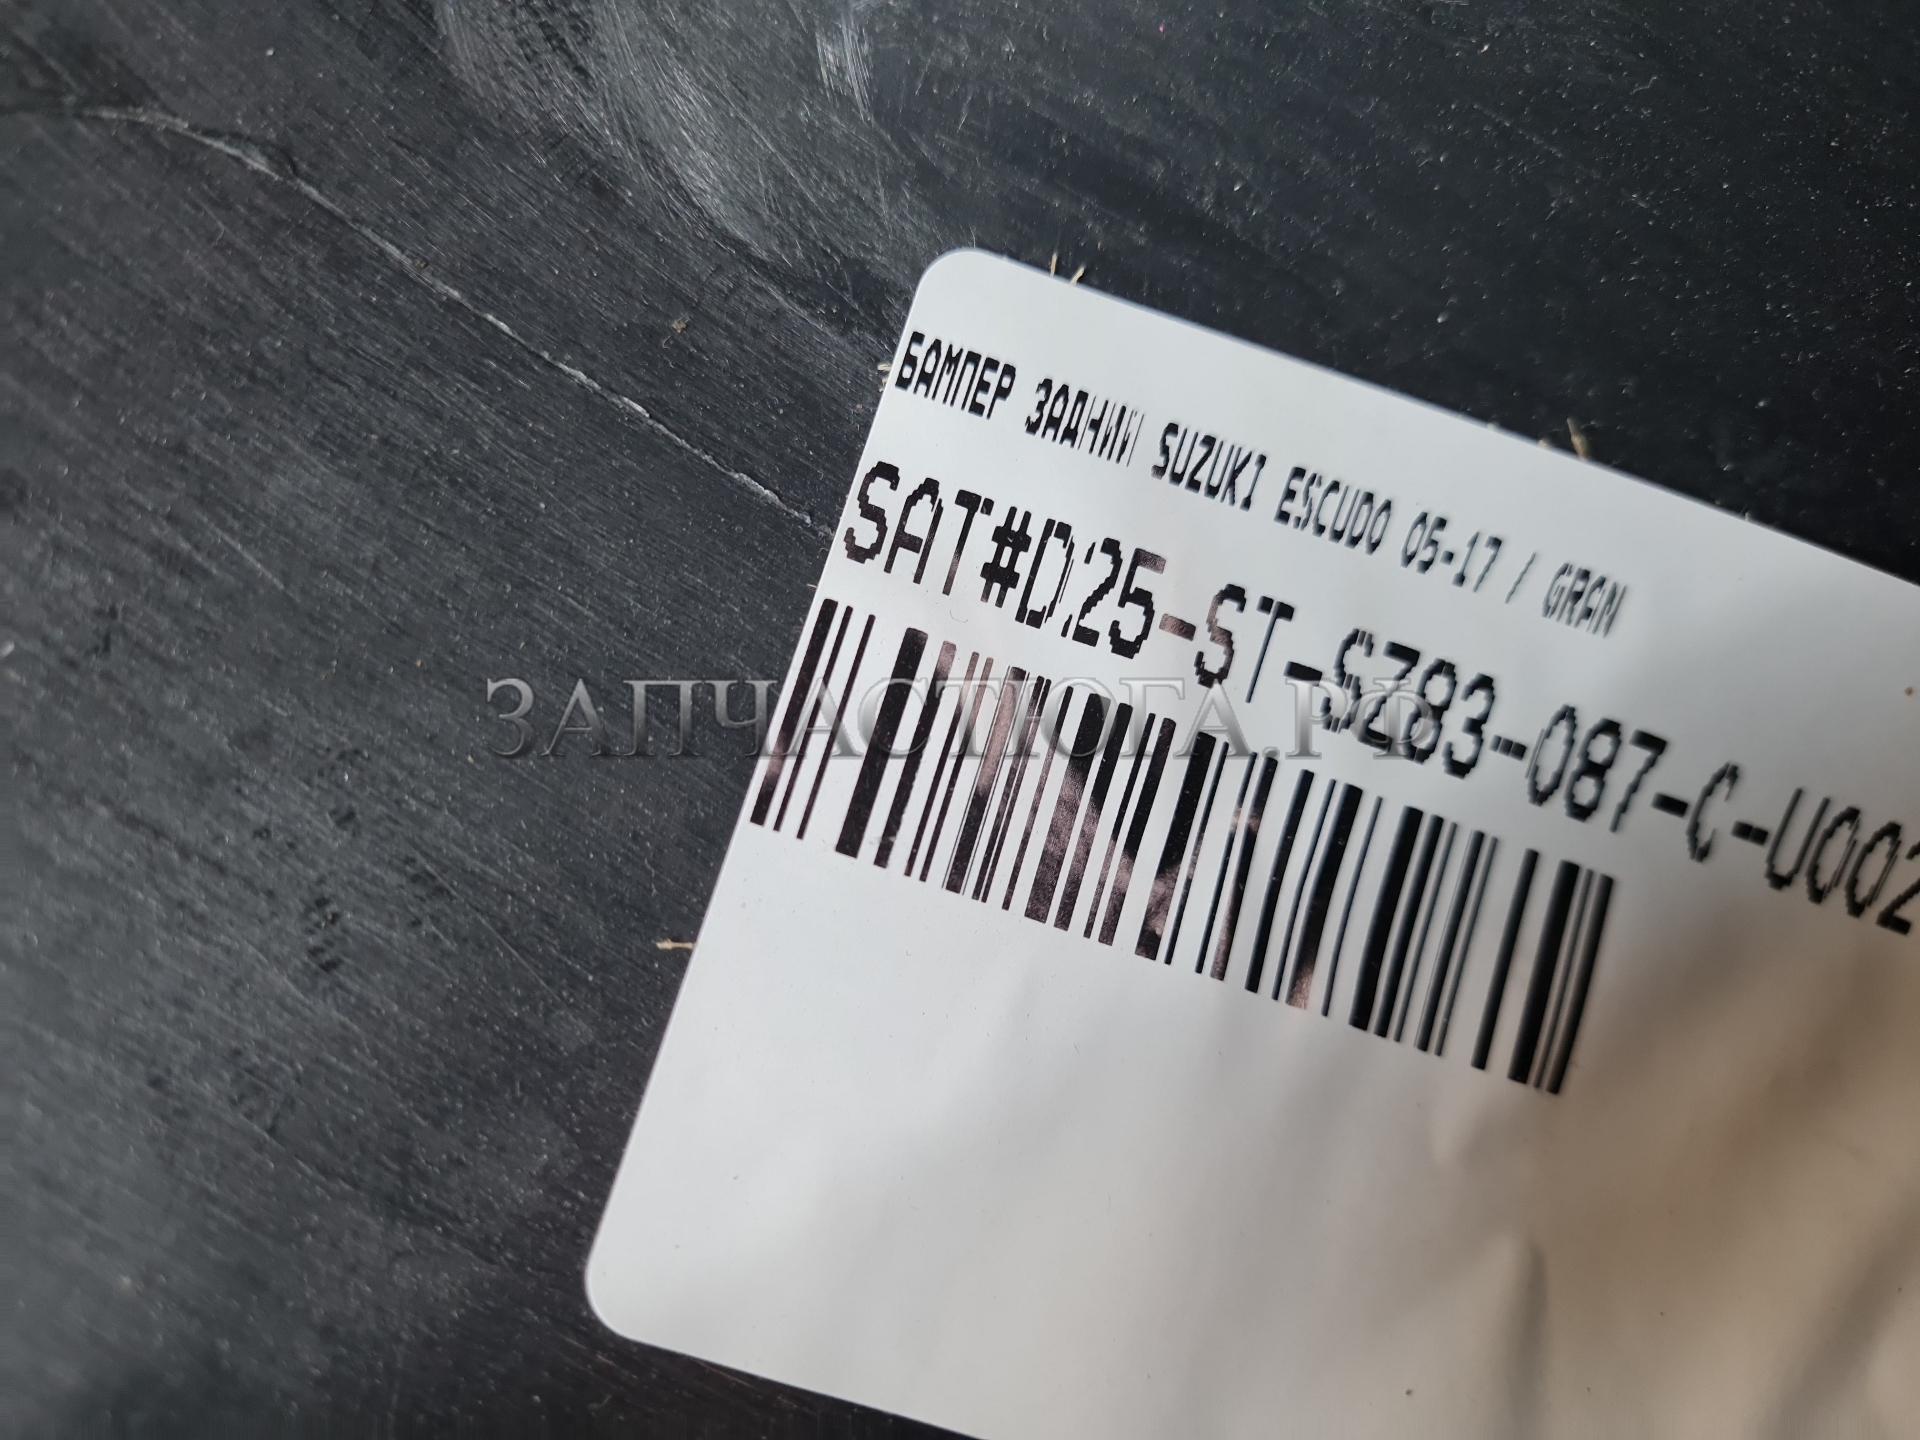 БАМПЕР ЗАДНИЙ SUZUKI ESCUDO 05-17 / GRAN
SAT#D25-ST-SZ83-087-C-U002
ЗАПЧАСТЮГА.РФ